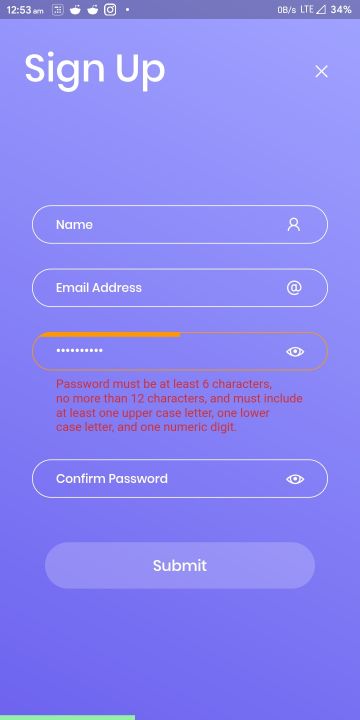 12:53 am
0B/s LTE 34%
Sign Up
Name
Email Address
@
••••••••••
Password must be at least 6 characters,
no more than 12 characters, and must include
at least one upper case letter, one lower
case letter, and one numeric digit.
Confirm Password
Submit